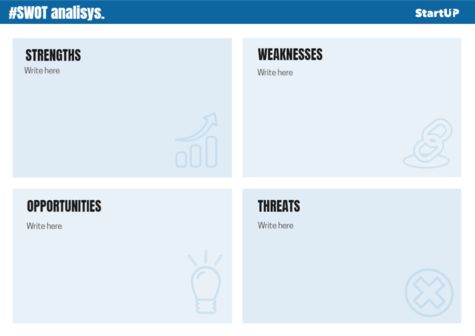 #SWOT analisys.
StartUP
STRENGTHS
Write here
WEAKNESSES
Write here
OPPORTUNITIES
Write here
THREATS
Write here